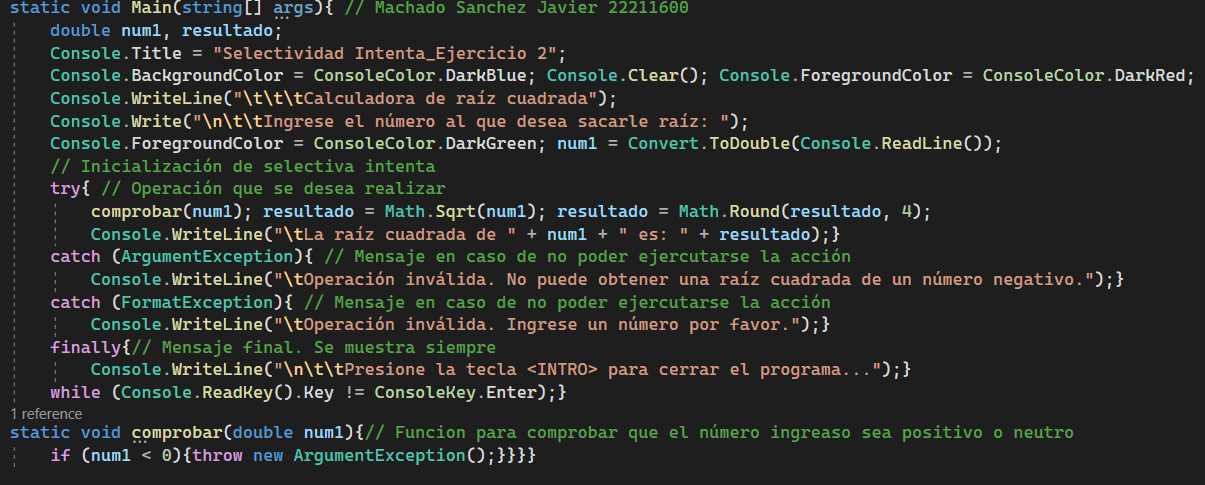 static void Main(string[] args){ // Machado Sanchez Javier 22211600
double num1, resultado;
Console.Title = "Selectividad Intenta_Ejercicio 2";
Console.BackgroundColor = ConsoleColor.DarkBlue; Console.Clear(); Console.ForegroundColor = ConsoleColor.DarkRed;
Console.WriteLine("\t\t\tCalculadora de raíz cuadrada");
Console.Write("\n\t\tIngrese el número al que desea sacarle raíz: ");
Console.ForegroundColor = ConsoleColor.DarkGreen; num1 = Convert.ToDouble(Console.ReadLine());
// Inicialización de selectiva intenta
try{ // Operación que se desea realizar
comprobar(num1); resultado = Math.Sqrt(num1); resultado = Math.Round(resultado, 4);
Console.WriteLine("\tLa raíz cuadrada de " + num1 + " es: " + resultado);}
catch (ArgumentException){ // Mensaje en caso de no poder ejercutarse la acción
Console.WriteLine("\tOperación inválida. No puede obtener una raíz cuadrada de un número negativo.");}
catch (FormatException){ // Mensaje en caso de no poder ejercutarse la acción
Console.WriteLine("\tOperación inválida. Ingrese un número por favor.");}
finally{// Mensaje final. Se muestra siempre
Console.WriteLine("\n\t\tPresione la tecla <INTRO> para cerrar el programa...");}
while (Console.ReadKey().Key != ConsoleKey.Enter);}
1 reference
static void comprobar(double num1){// Funcion para comprobar que el número ingreaso sea positivo o neutro
if (num1 < 0){throw new ArgumentException();}}}}